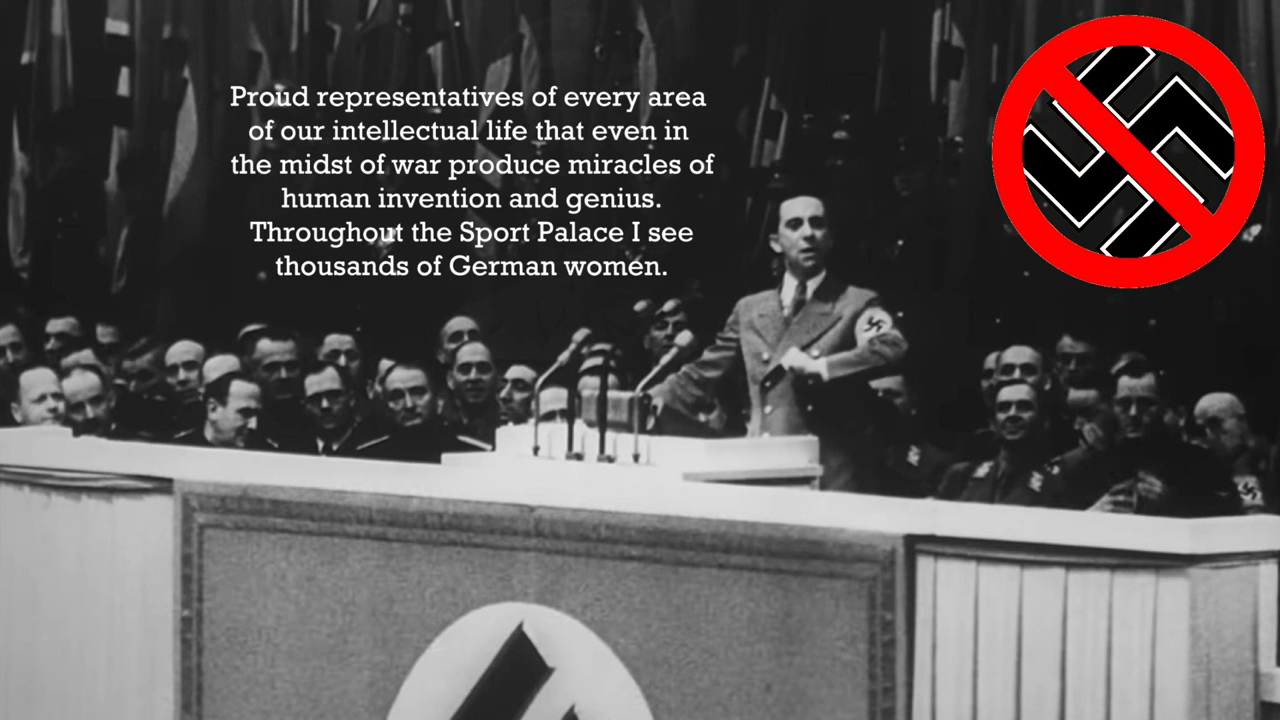 Proud representatives of every area
of our intellectual life that even in
the midst of war produce miracles of
human invention and genius.
Throughout the Sport Palace I see
thousands of German women.